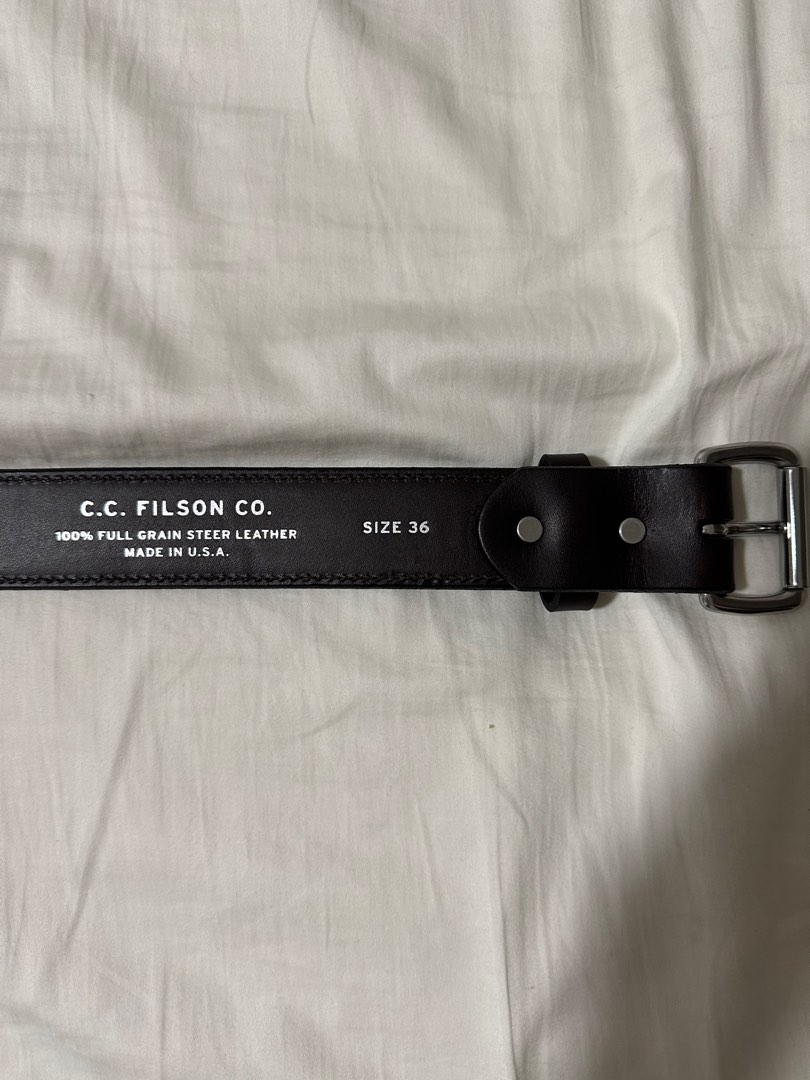 C.C. FILSON CO.
100% FULL GRAIN STEER LEATHER
MADE IN U.S.A.
SIZE 36